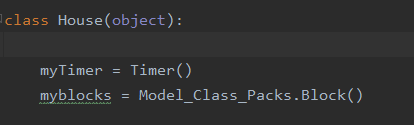 class House(object):
myTimer = Timer()
myblocks = Model_Class_Packs.Block()